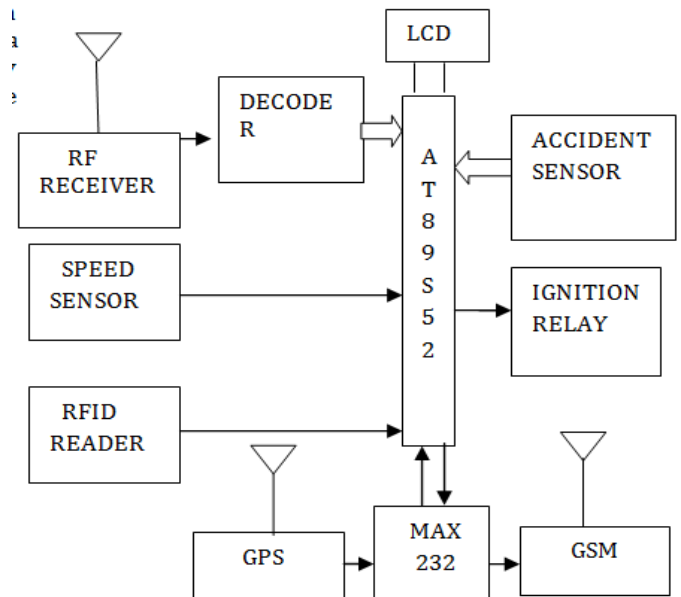 LCD
DECODE
R
RF
RECEIVER
A
T
8
9
S
5
2
ACCIDENT
SENSOR
SPEED
SENSOR
IGNITION
RELAY
RFID
READER
GPS
MAX
232
GSM